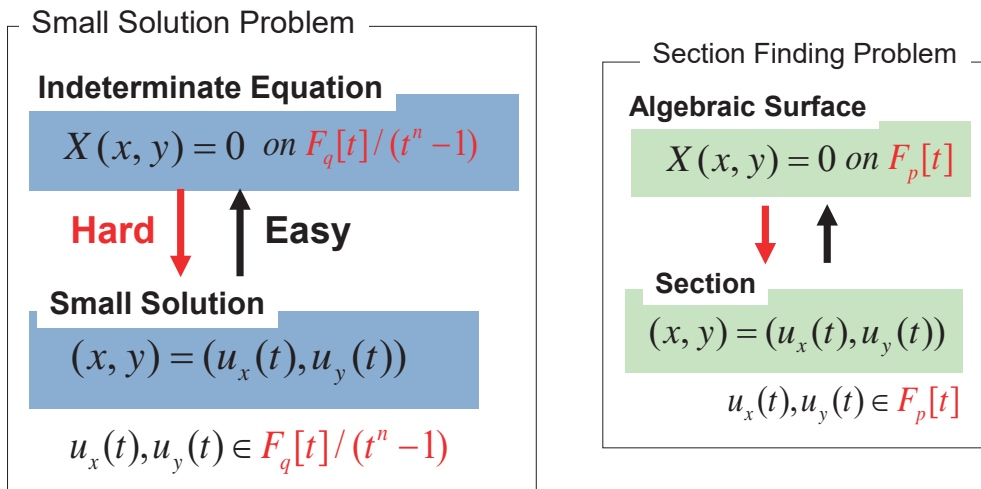 Small Solution Problem
Indeterminate Equation
X(x, y) = 0 on F_q[t]/(t^n −1)
Hard
Easy
Small Solution
(x, y) = (u_x(t), u_y(t))
u_x(t), u_y(t) ∈ F_q[t]/(t^n −1)
Section Finding Problem
Algebraic Surface
X(x, y) = 0 on F_p[t]
Section
(x, y) = (u_x(t), u_y(t))
u_x(t), u_y(t) ∈ F_p[t]